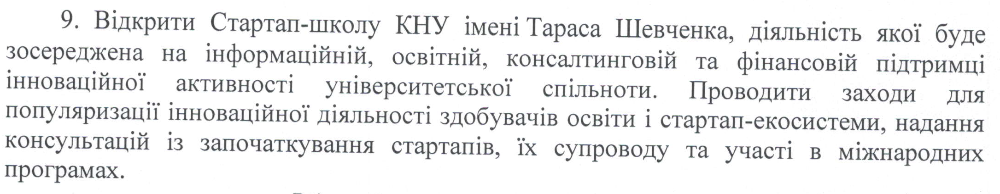 9. Відкрити Стартап-школу КНУ імені Тараса Шевченка, діяльність якої буде
зосереджена на інформаційній, освітній, консалтинговій та фінансовій підтримці
інноваційної активності університетської спільноти. Проводити заходи для
популяризації інноваційної діяльності здобувачів освіти і стартап-екосистеми, надання
консультацій із започаткування стартапів, їх супроводу та участі в міжнародних
програмах.